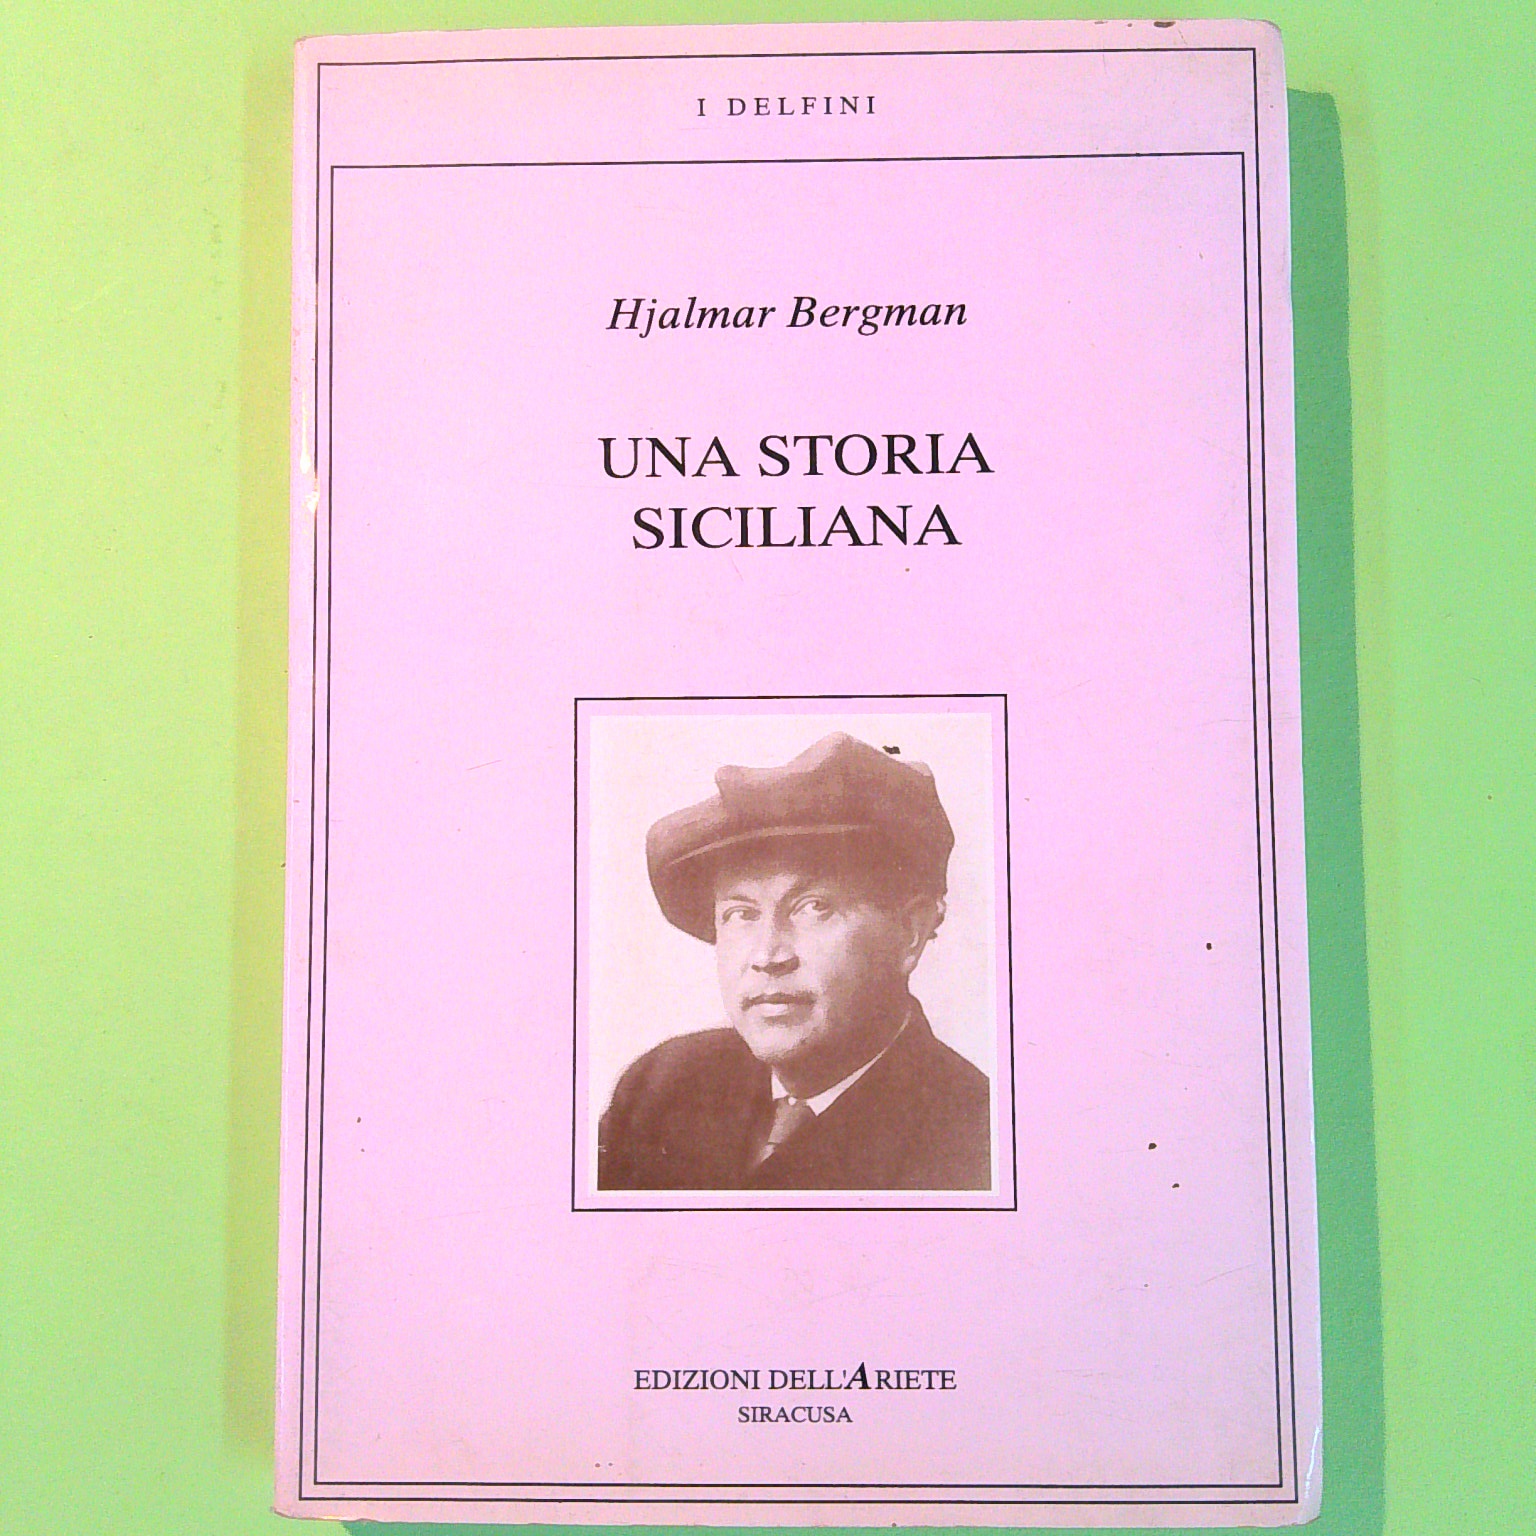 I DELFINI
Hjalmar Bergman
UNA STORIA
SICILIANA
EDIZIONI DELL'ARIETE
SIRACUSA